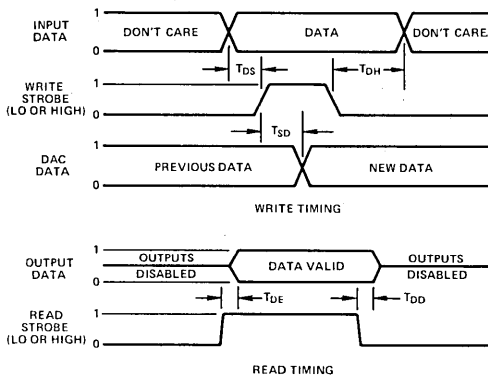 INPUT DATA
1
0
DON'T CARE
DATA
DON'T CARE
TDS
TDH
WRITE STROBE (LO OR HIGH)
1
0
TSD
DAC DATA
1
0
PREVIOUS DATA
NEW DATA
WRITE TIMING
OUTPUT DATA
1
0
OUTPUTS DISABLED
DATA VALID
OUTPUTS DISABLED
TDE
TDD
READ STROBE (LO OR HIGH)
1
0
READ TIMING